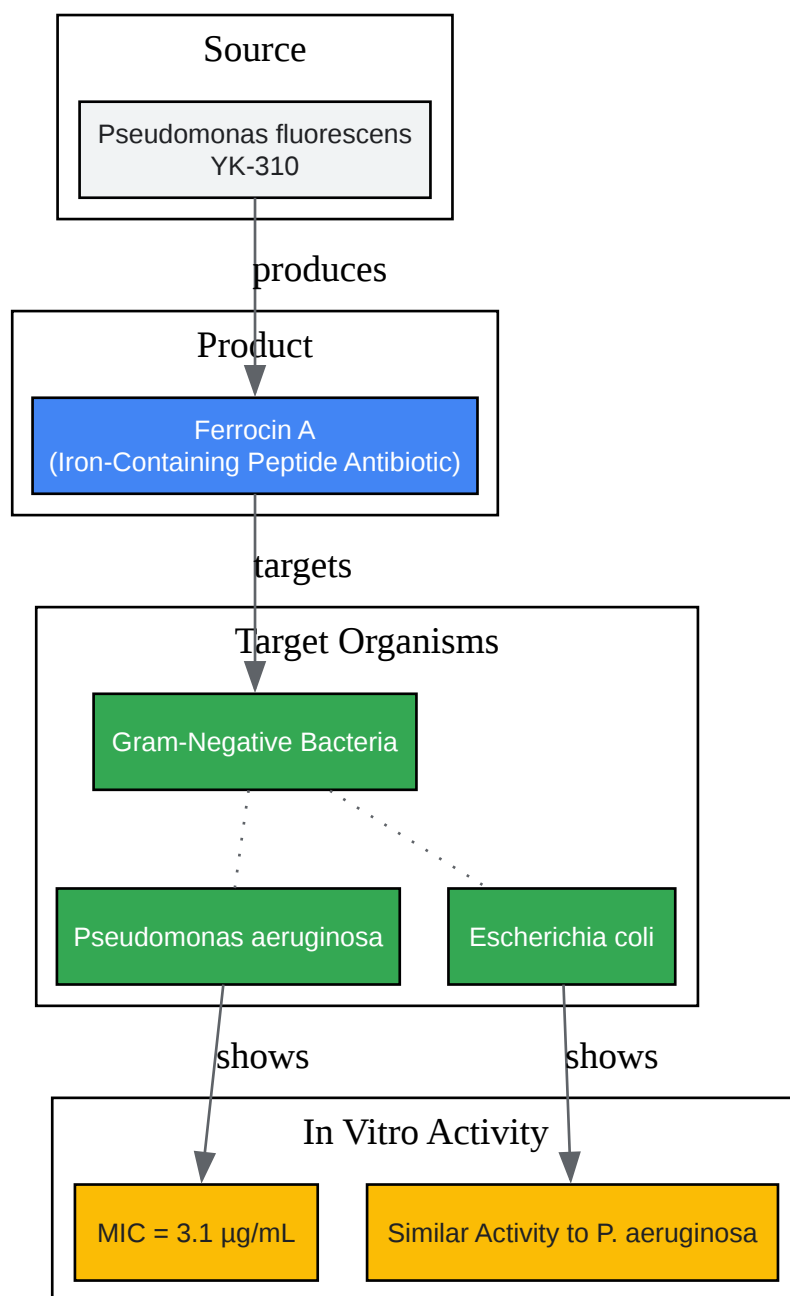 Source
Pseudomonas fluorescens
YK-310
produces
Product
Ferrocin A
(Iron-Containing Peptide Antibiotic)
targets
Target Organisms
Gram-Negative Bacteria
Pseudomonas aeruginosa
Escherichia coli
shows
shows
In Vitro Activity
MIC = 3.1 µg/mL
Similar Activity to P. aeruginosa